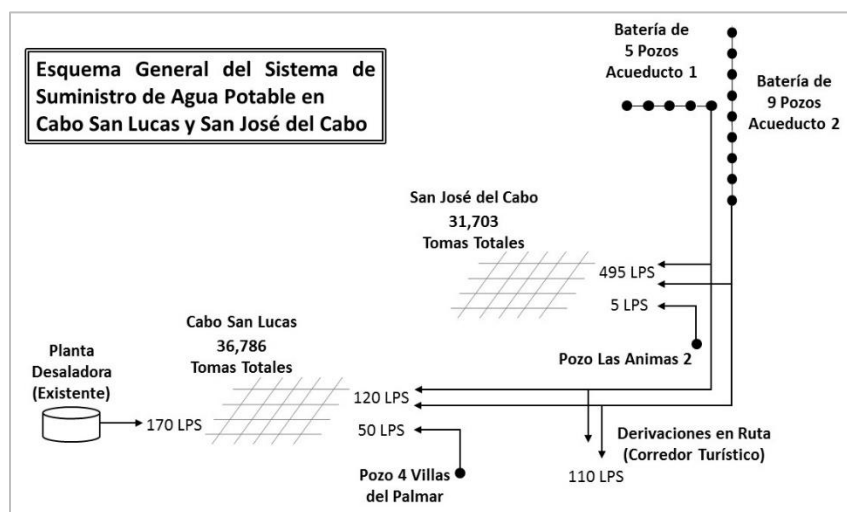 Esquema General del Sistema de
Suministro de Agua Potable en
Cabo San Lucas y San José del Cabo
Batería de
5 Pozos
Acueducto 1
Batería de
9 Pozos
Acueducto 2
San José del Cabo
31,703
Tomas Totales
495 LPS
5 LPS
Pozo Las Animas 2
Cabo San Lucas
36,786
Tomas Totales
Planta
Desaladora
(Existente)
170 LPS
120 LPS
50 LPS
Pozo 4 Villas
del Palmar
Derivaciones en Ruta
(Corredor Turístico)
110 LPS